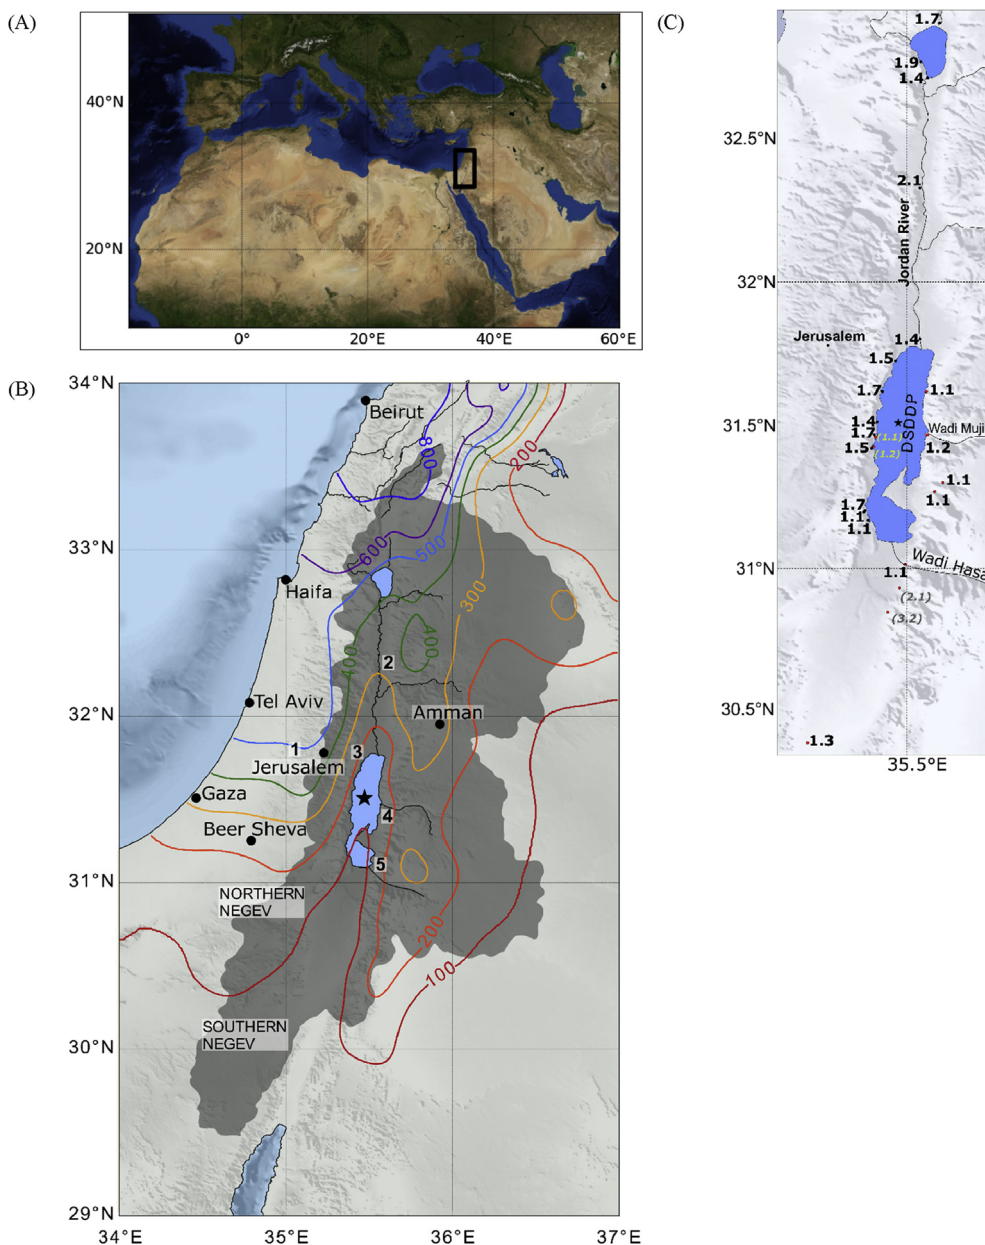 (A)
40°N
20°N
0°
20°E
40°E
60°E
(B)
34°N
33°N
32°N
31°N
30°N
29°N
34°E
35°E
36°E
37°E
Beirut
800
200
600
500
Haifa
300
400
400
2
Tel Aviv
Amman
1
3
Jerusalem
Gaza
4
Beer Sheva
5
NORTHERN
NEGEV
200
100
SOUTHERN
NEGEV
(C)
1.7
1.9
1.4
32.5°N
2.1
Jordan River
32°N
Jerusalem
1.4
1.5
1.7
1.1
DSDDP
31.5°N
1.4
1.7
(1.1)
Wadi Muji
1.5
(1.2)
1.2
1.1
1.1
1.7
1.1
1.1
Wadi Hasa
31°N
1.1
(2.1)
(3.2)
30.5°N
1.3
35.5°E